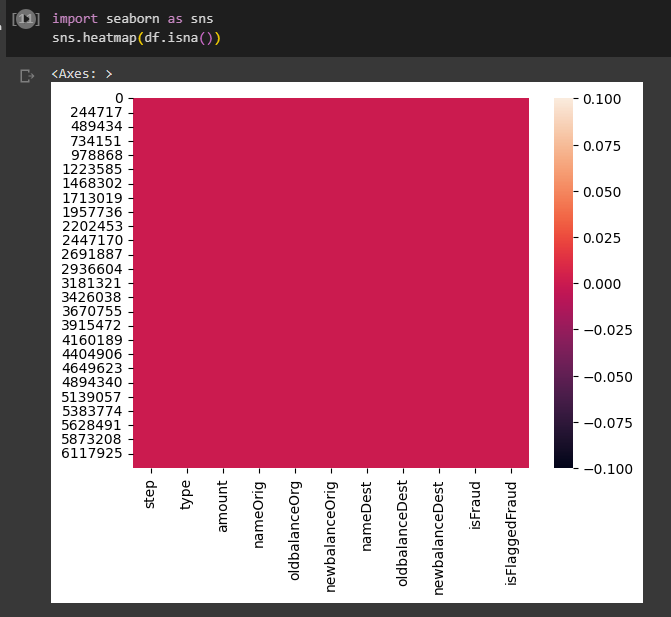 [11] import seaborn as sns
sns.heatmap(df.isna())
<Axes: >
0
244717
489434
734151
978868
1223585
1468302
1713019
1957736
2202453
2447170
2691887
2936604
3181321
3426038
3670755
3915472
4160189
4404906
4649623
4894340
5139057
5383774
5628491
5873208
6117925
step
type
amount
nameOrig
oldbalanceOrg
newbalanceOrig
nameDest
oldbalanceDest
newbalanceDest
isFraud
isFlaggedFraud
0.100
0.075
0.050
0.025
0.000
−0.025
−0.050
−0.075
−0.100